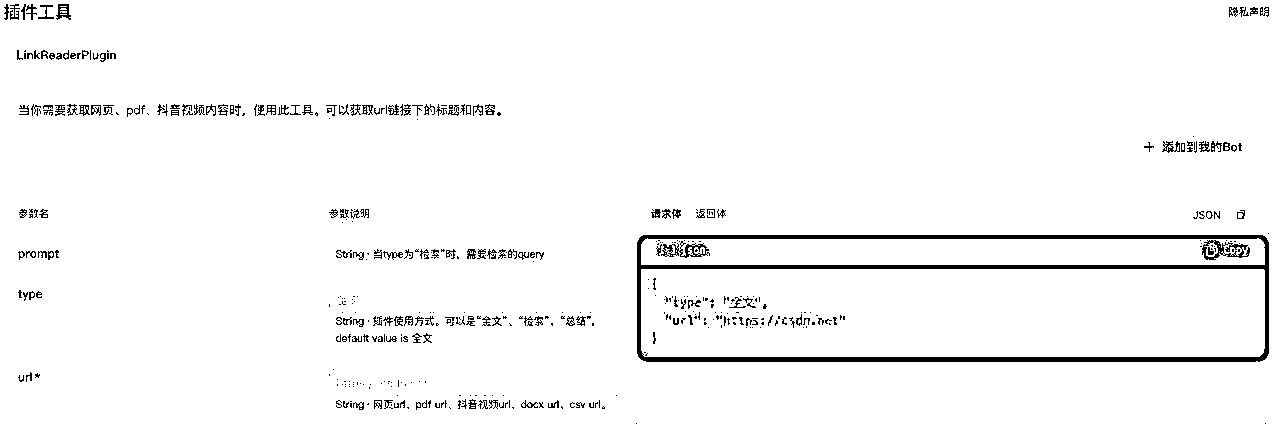 插件工具
隐私声明
LinkReaderPlugin
当你需要获取网页、pdf、抖音视频内容时，使用此工具。可以获取url链接下的标题和内容。
+ 添加到我的Bot
参数名
参数说明
请求体 返回体
JSON
prompt
String · 当type为“检索”时，需要检索的query
json
Copy
type
String · 插件使用方式。可以是“全文”、“检索”、“总结”，
default value is 全文
{
"type": "全文",
"url": "https://csdn.net"
}
url *
String · 网页url、pdf url、抖音视频url、docx url、csv url。